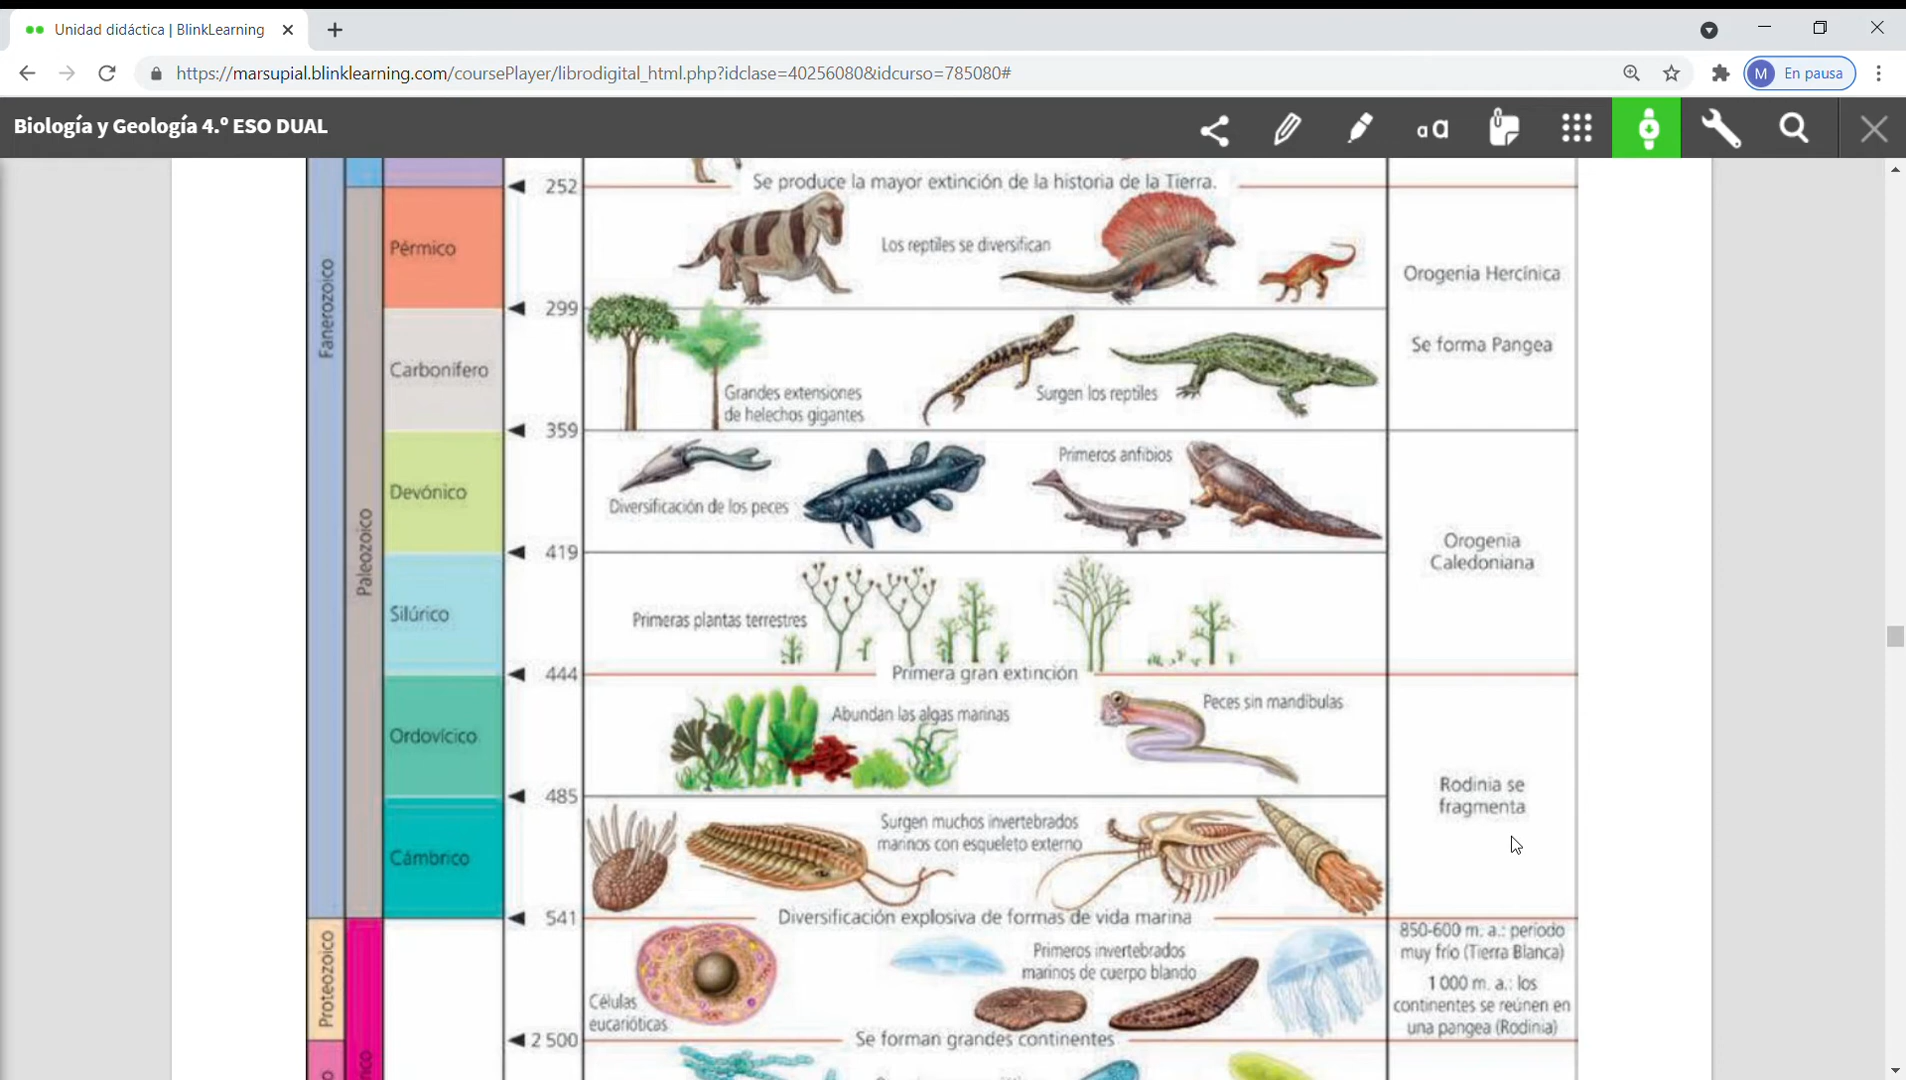 Unidad didáctica | BlinkLearning
https://marsupial.blinklearning.com/coursePlayer/librodigital_html.php?idclase=40256080&idcurso=785080#
M
En pausa
Biología y Geología 4.º ESO DUAL
aa
252
Se produce la mayor extinción de la historia de la Tierra.
Fanerozoico
Paleozoico
Pérmico
Los reptiles se diversifican
Orogenia Hercínica
299
Carbonífero
Grandes extensiones
de helechos gigantes
Surgen los reptiles
Se forma Pangea
359
Devónico
Diversificación de los peces
Primeros anfibios
Orogenia
Caledoniana
419
Silúrico
Primeras plantas terrestres
444
Primera gran extinción
Ordovícico
Abundan las algas marinas
Peces sin mandíbulas
485
Rodinia se
fragmenta
Cámbrico
Surgen muchos invertebrados
marinos con esqueleto externo
541
Diversificación explosiva de formas de vida marina
Proteozoico
Células
eucarióticas
Primeros invertebrados
marinos de cuerpo blando
850-600 m. a.: periodo
muy frío (Tierra Blanca)
1 000 m. a.: los
continentes se reúnen en
una pangea (Rodinia)
2 500
Se forman grandes continentes